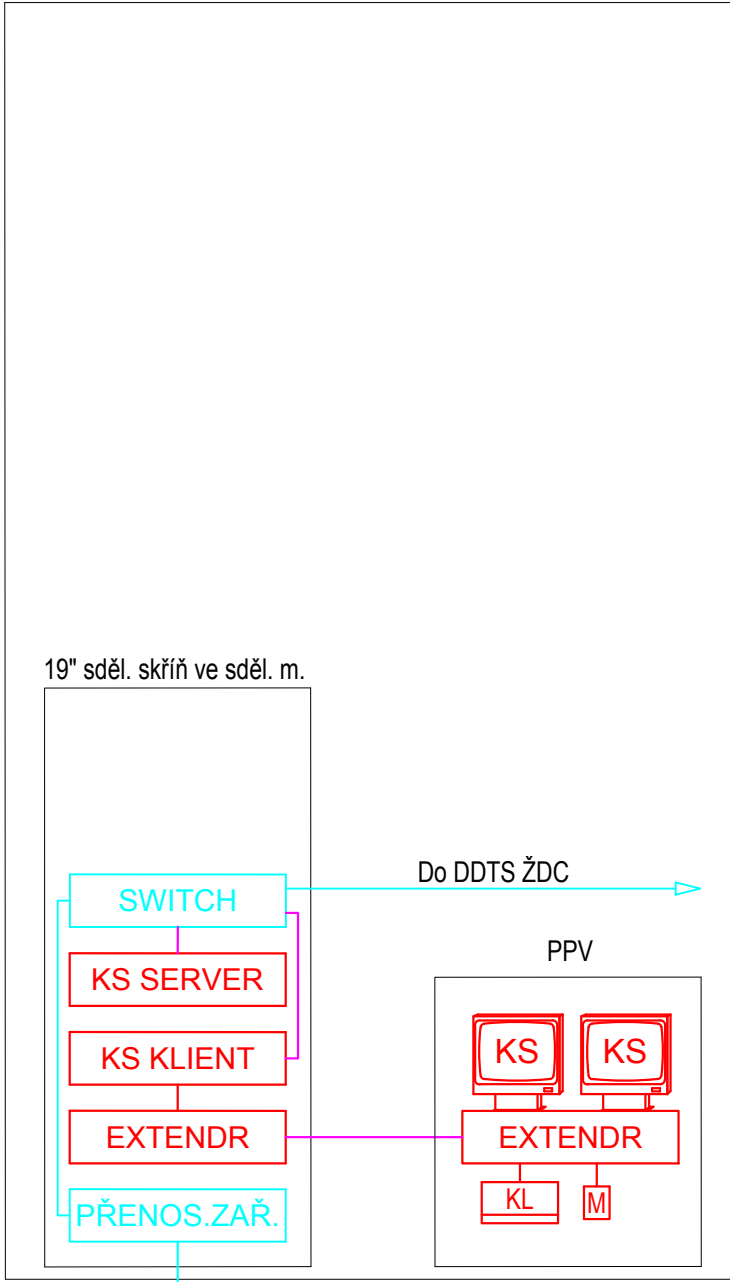 19" sděl. skříň ve sděl. m.
SWITCH
Do DDTS ŽDC
KS SERVER
PPV
KS KLIENT
KS
KS
EXTENDR
EXTENDR
KL
M
PŘENOS.ZAŘ.